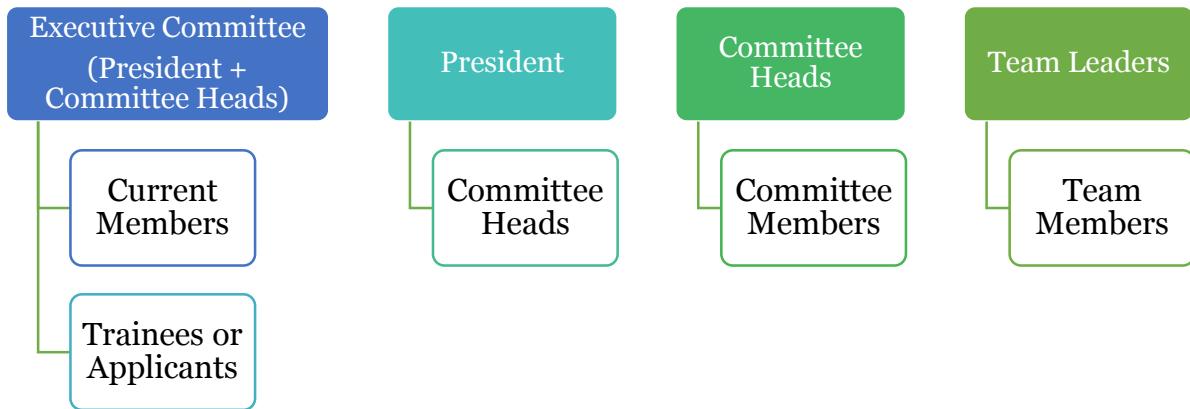 Executive Committee
(President +
Committee Heads)
Current
Members
Trainees or
Applicants
President
Committee
Heads
Committee
Heads
Committee
Members
Team Leaders
Team
Members